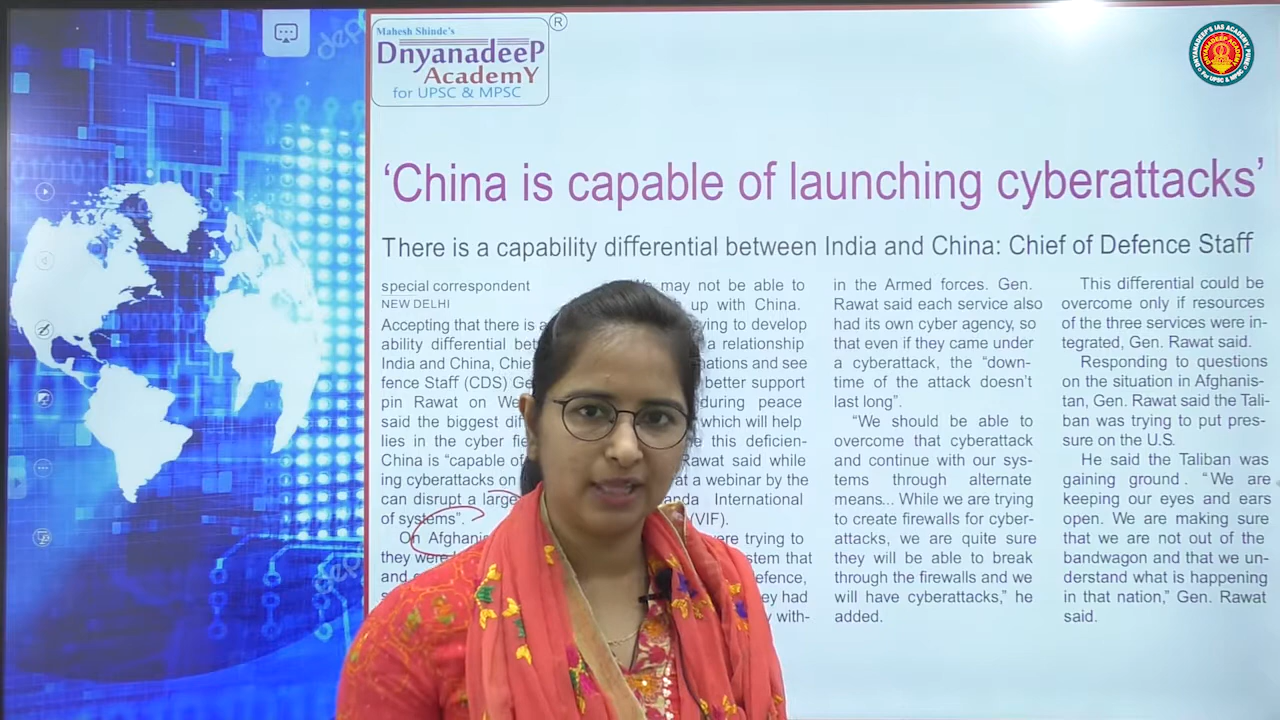 Mahesh Shinde's
DnyanadeeP
AcademY
for UPSC & MPSC
R
DNYANADEEP'S IAS ACADEMY, PUNE
DNYANADEEP ACADEMY
For UPSC & MPSC
‘China is capable of launching cyberattacks’
There is a capability differential between India and China: Chief of Defence Staff
special correspondent
NEW DELHI
Accepting that there is a
ability differential
India and China,
fence Staff (CDS)
pin Rawat on
said the biggest
lies in the cyber
China is “capable of
ing cyberattacks on
can disrupt a large
of systems”.
On
they were
and
may not be able to
up with China.
to develop
a relationship
and see
better support
during peace
which will help
this deficien-
Rawat said while
at a webinar by the
International
(VIF).
were trying to
that
had
with-
in the Armed forces. Gen.
Rawat said each service also
had its own cyber agency, so
that even if they came under
a cyberattack, the “down-
time of the attack doesn’t
last long”.
“We should be able to
overcome that cyberattack
and continue with our sys-
tems through alternate
means... While we are trying
to create firewalls for cyber-
attacks, we are quite sure
they will be able to break
through the firewalls and we
will have cyberattacks,” he
added.
This differential could be
overcome only if resources
of the three services were in-
tegrated, Gen. Rawat said.
Responding to questions
on the situation in Afghanis-
tan, Gen. Rawat said the Tali-
ban was trying to put pres-
sure on the U.S.
He said the Taliban was
gaining ground . “We are
keeping our eyes and ears
open. We are making sure
that we are not out of the
bandwagon and that we un-
derstand what is happening
in that nation,” Gen. Rawat
said.